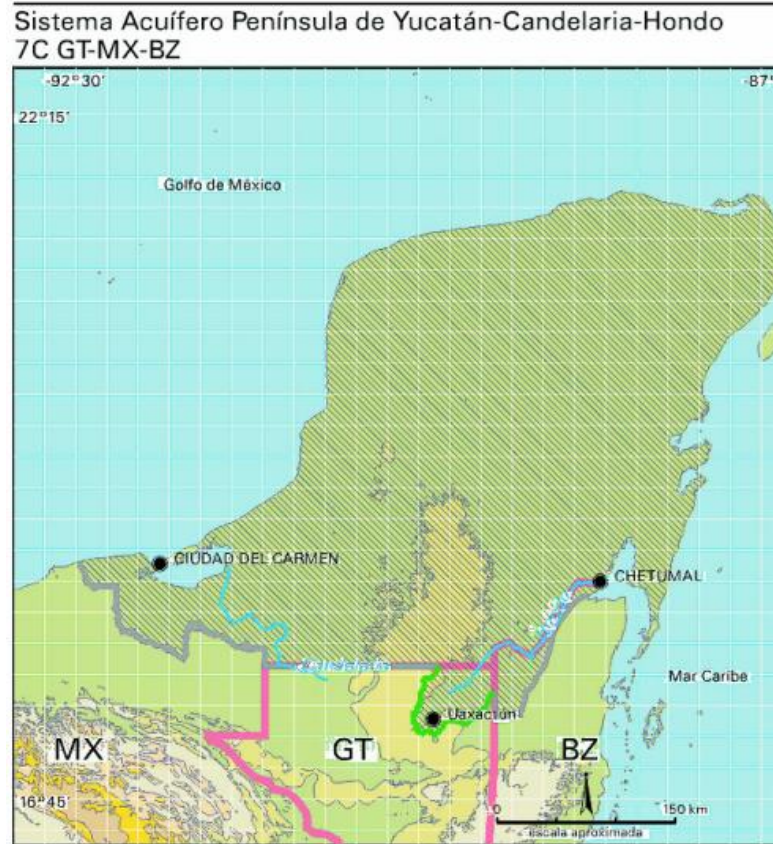 Sistema Acuífero Península de Yucatán-Candelaria-Hondo
7C GT-MX-BZ
-92°30'
-87°
22°15'
Golfo de México
CIUDAD DEL CARMEN
CHETUMAL
Mar Caribe
Uaxactún
MX
GT
BZ
16°45'
0
150 km
escala aproximada